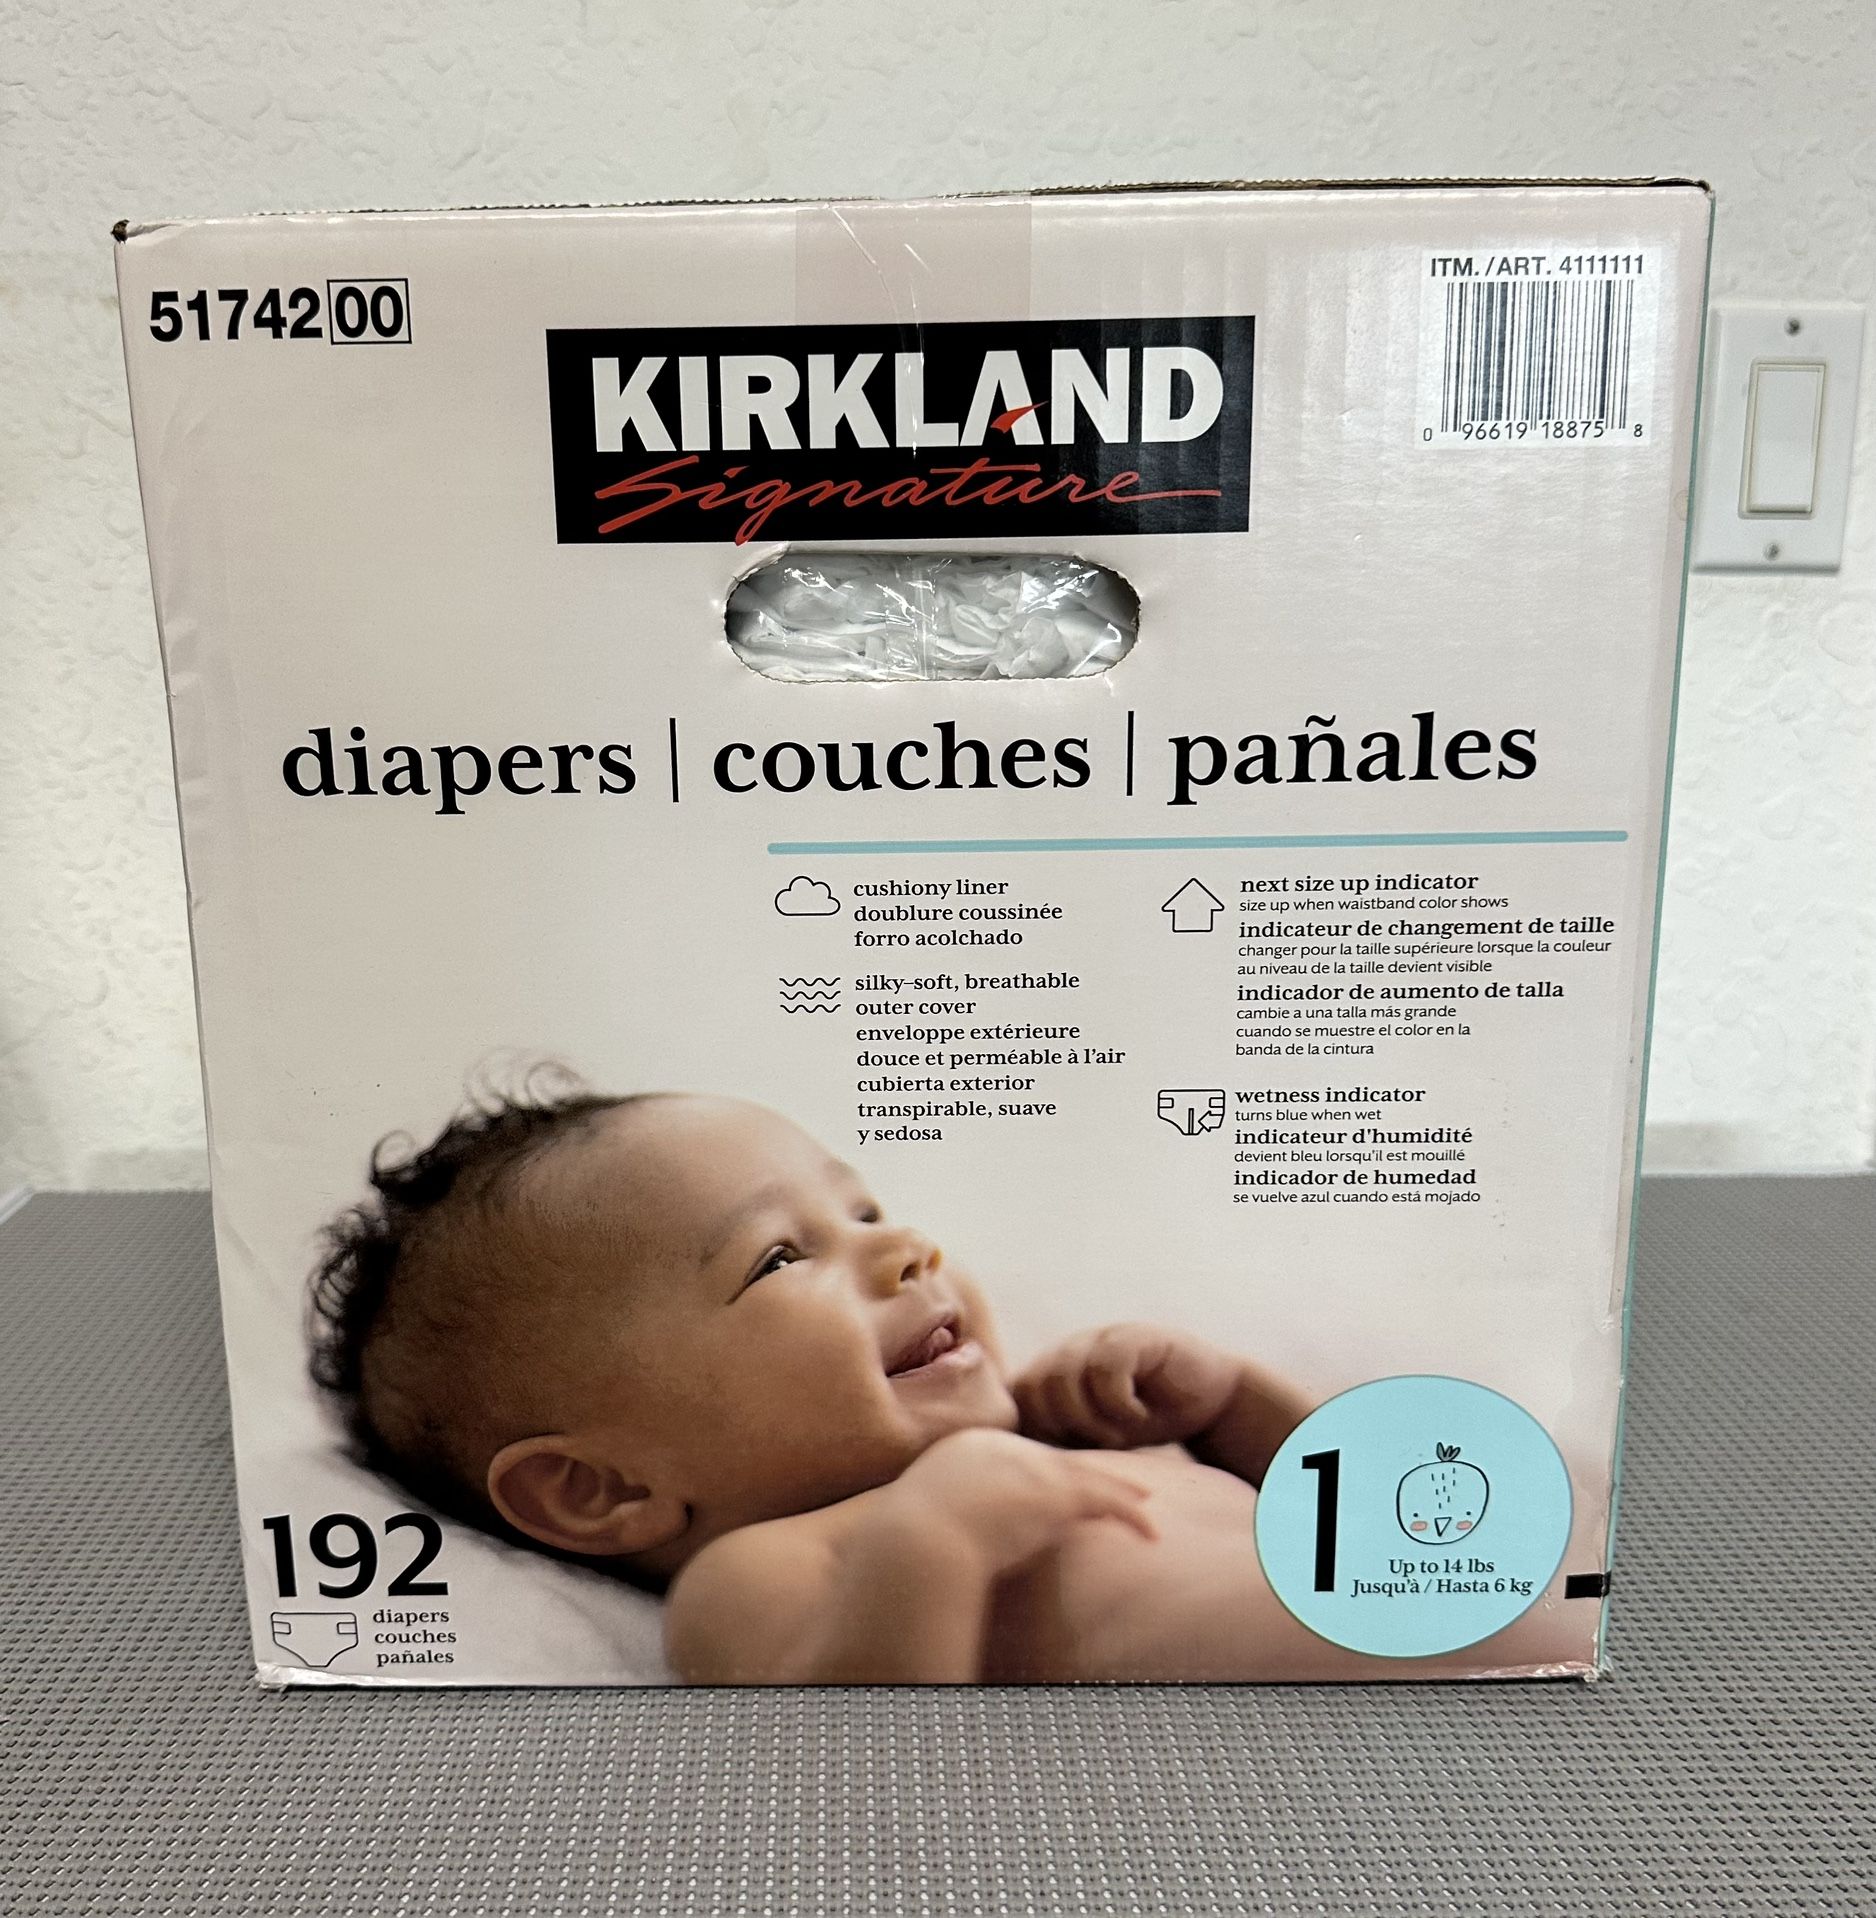 5174200
ITM./ART. 4111111
0 96619 18875 8
KIRKLAND
Signature
diapers | couches | pañales
cushiony liner
doublure coussinée
forro acolchado
silky-soft, breathable
outer cover
enveloppe extérieure
douce et perméable à l'air
cubierta exterior
transpirable, suave
y sedosa
next size up indicator
size up when waistband color shows
indicateur de changement de taille
changer pour la taille supérieure lorsque la couleur
au niveau de la taille devient visible
indicador de aumento de talla
cambie a una talla más grande
cuando se muestre el color en la
banda de la cintura
wetness indicator
turns blue when wet
indicateur d'humidité
devient bleu lorsqu'il est mouillé
indicador de humedad
se vuelve azul cuando está mojado
192
diapers
couches
pañales
1
Up to 14 lbs
Jusqu'à / Hasta 6 kg